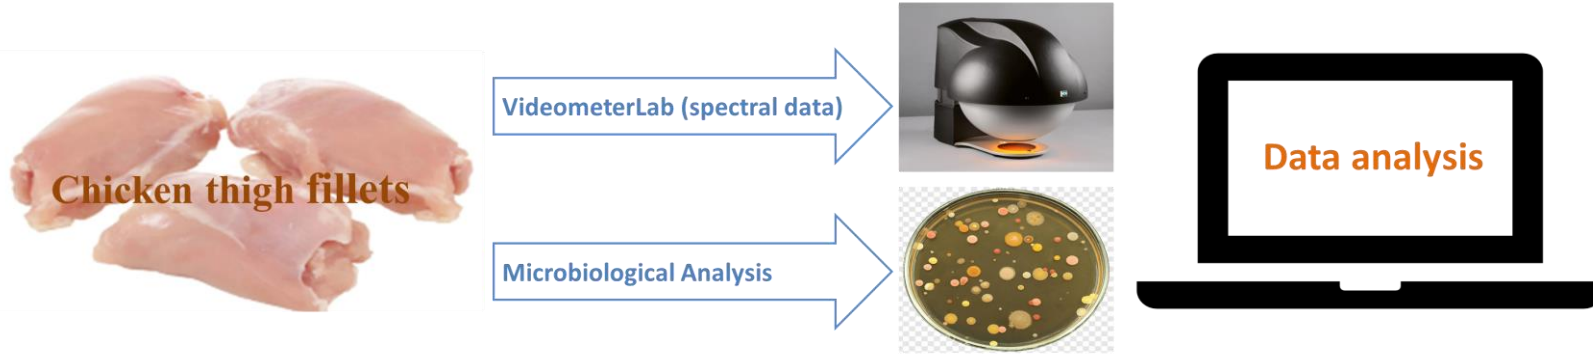 Chicken thigh fillets
VideometerLab (spectral data)
Microbiological Analysis
Data analysis